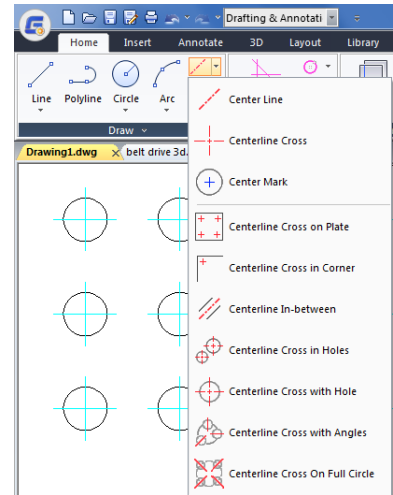 Drafting & Annotati
Home Insert Annotate 3D Layout Library
Line Polyline Circle Arc
Draw
Drawing1.dwg belt drive 3d.
Center Line
Centerline Cross
Center Mark
Centerline Cross on Plate
Centerline Cross in Corner
Centerline In-between
Centerline Cross in Holes
Centerline Cross with Hole
Centerline Cross with Angles
Centerline Cross On Full Circle